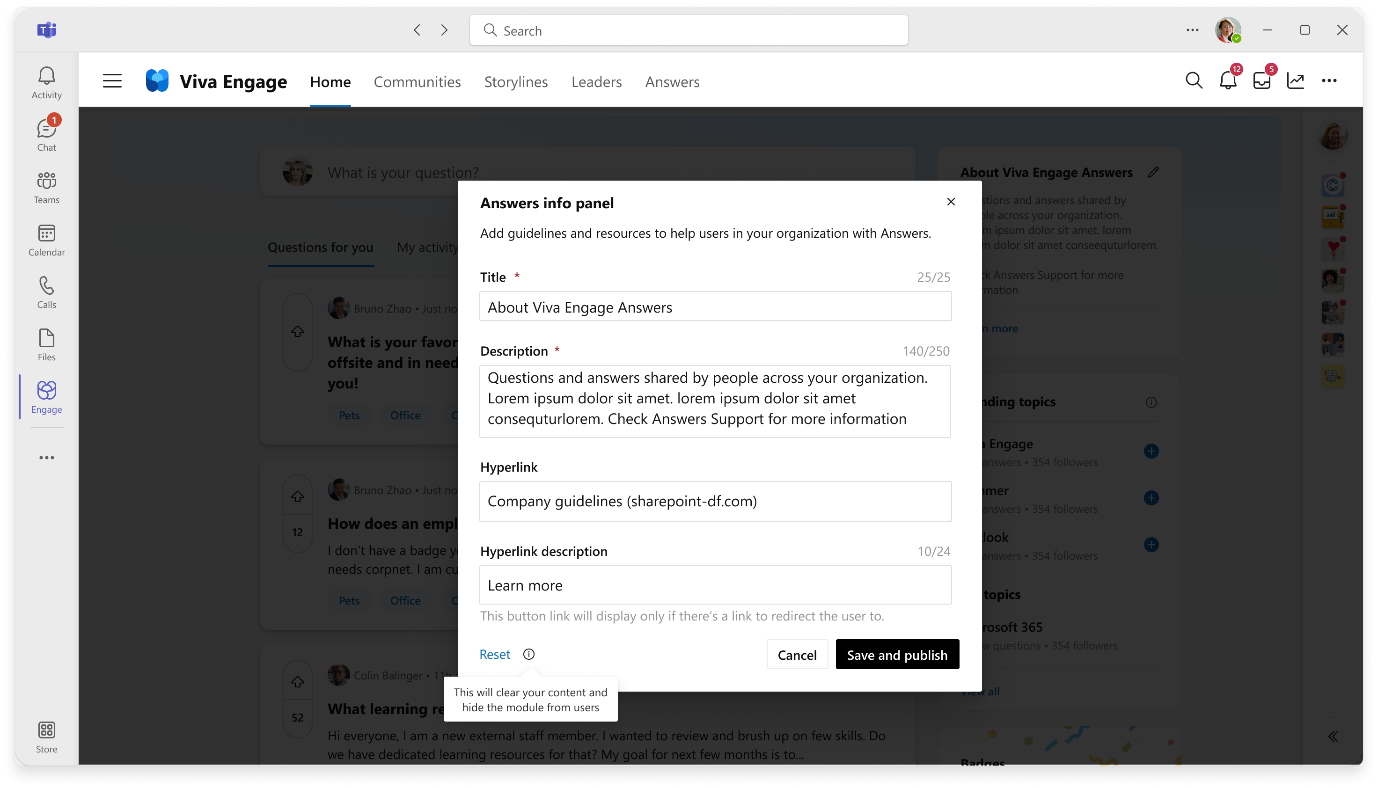 Search
Activity
1
Chat
Teams
Calendar
Calls
Files
Engage
Store
Viva Engage
Home
Communities
Storylines
Leaders
Answers
12
5
What is your question?
Questions for you
My activity
Bruno Zhao • Just no
What is your favor
offsite and in need
you!
Pets
Office
Bruno Zhao • Just no
12
How does an empl
I don't have a badge y
needs corpnet. I am cu
Pets
Office
Colin Balinger • 11
52
What learning re
Hi everyone, I am a new external staff member. I wanted to review and brush up on few skills. Do
we have dedicated learning resources for that? My goal for next few months is to...
Answers info panel
Add guidelines and resources to help users in your organization with Answers.
Title *
25/25
About Viva Engage Answers
Description *
140/250
Questions and answers shared by people across your organization.
Lorem ipsum dolor sit amet. lorem ipsum dolor sit amet
consequturlorem. Check Answers Support for more information
Hyperlink
Company guidelines (sharepoint-df.com)
Hyperlink description
10/24
Learn more
This button link will display only if there's a link to redirect the user to.
Reset
Cancel
Save and publish
This will clear your content and
hide the module from users
About Viva Engage Answers
stions and answers shared by
ple across your organization.
m ipsum dolor sit amet. lorem
m dolor sit amet conseequturlorem.
ck Answers Support for more
mation
n more
nding topics
a Engage
answers • 354 followers
mer
answers • 354 followers
look
answers • 354 followers
topics
rosoft 365
w questions • 354 followers
View all
Badges